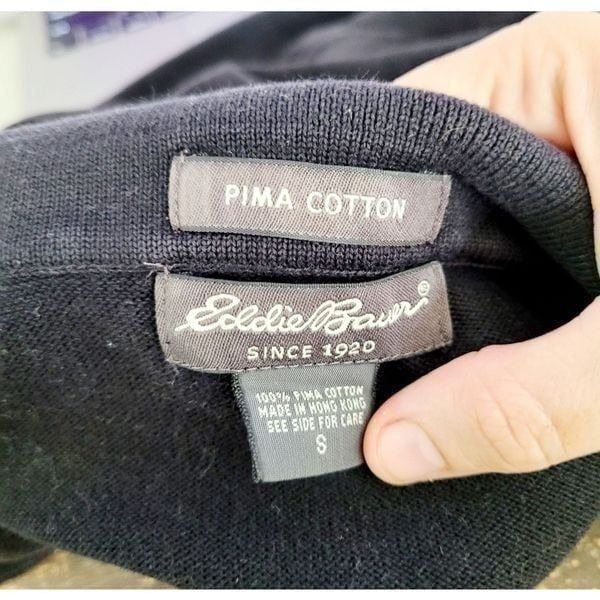 PIMA COTTON
Eddie Bauer®
SINCE 1920
100% PIMA COTTON
MADE IN HONG KONG
SEE SIDE FOR CARE
S